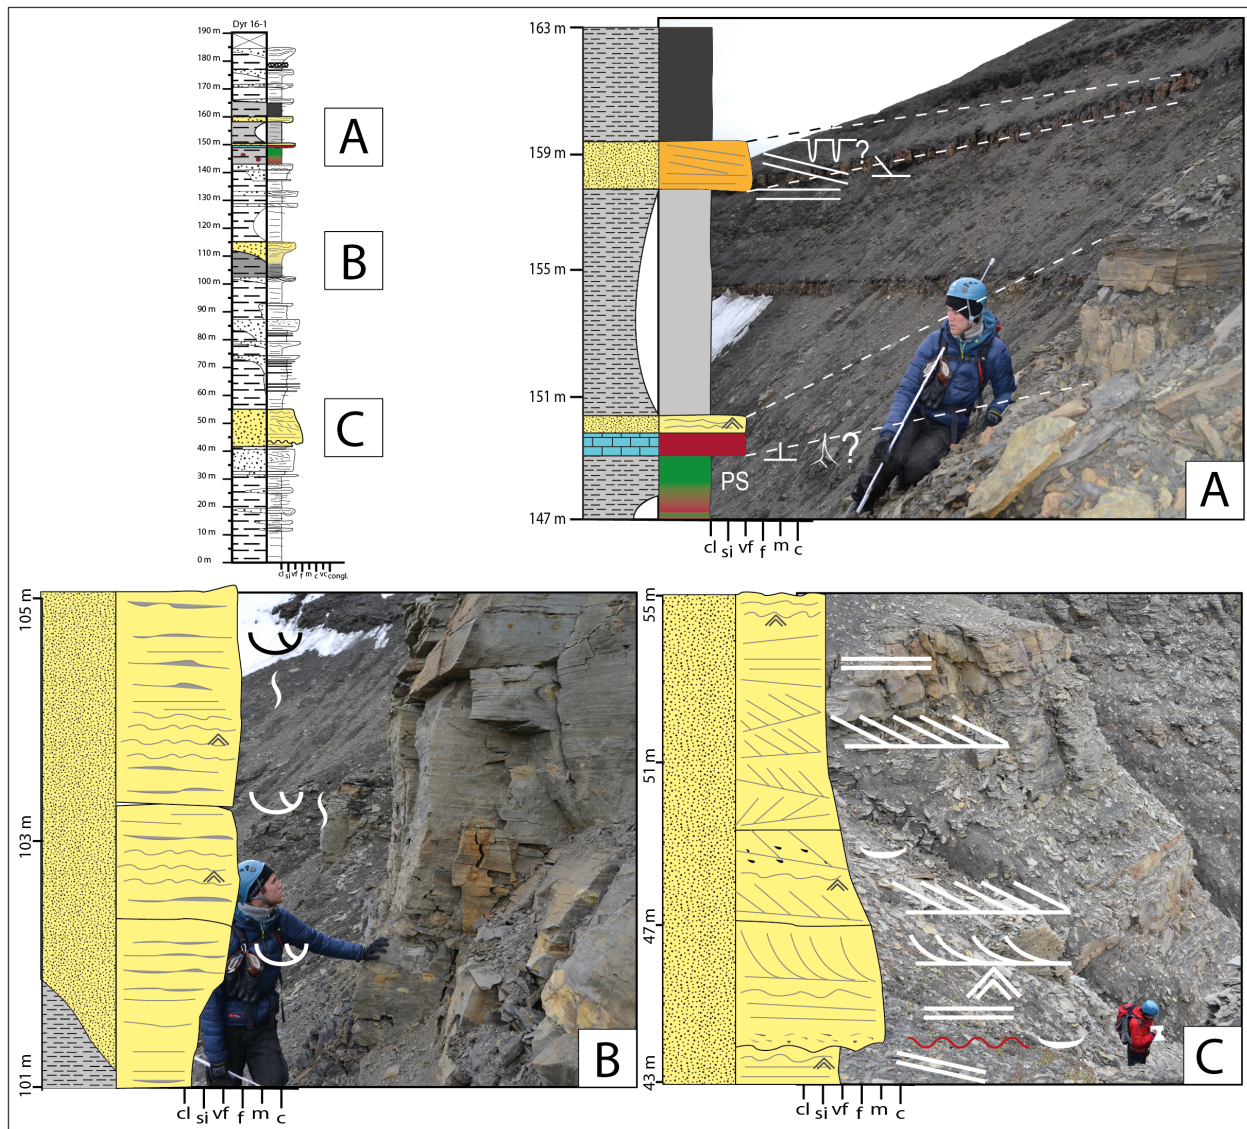 Dyr 16-1
190 m
180 m
170 m
160 m
150 m
140 m
130 m
120 m
110 m
100 m
90 m
80 m
70 m
60 m
50 m
40 m
30 m
20 m
10 m
0 m
cl si vf f m c vc congl.
A
B
C
163 m
159 m
155 m
151 m
147 m
?
?
PS
cl si vf f m c
A
105 m
103 m
101 m
cl si vf f m c
B
55 m
51 m
47 m
43 m
cl si vf f m c
C